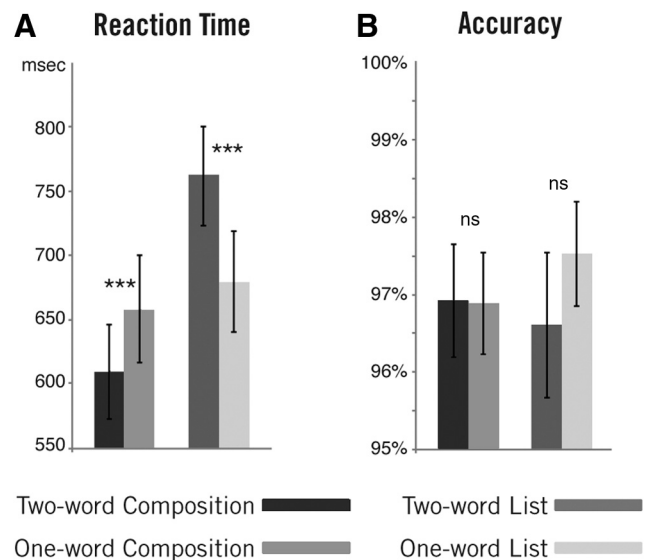 A Reaction Time
msec
800
750
700
650
600
550
***
***
B Accuracy
100%
99%
98%
97%
96%
95%
ns
ns
Two-word Composition
One-word Composition
Two-word List
One-word List